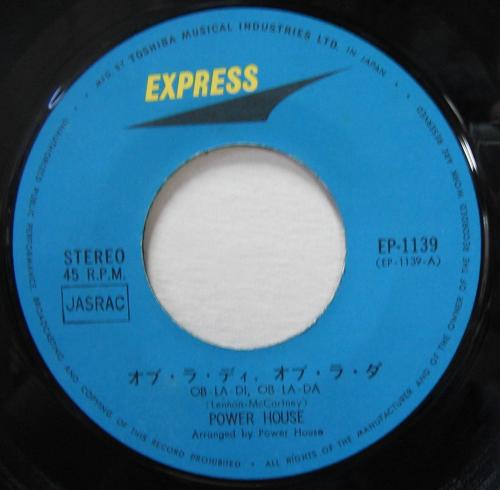 MFG BY TOSHIBA MUSICAL INDUSTRIES LTD. IN JAPAN
EXPRESS
STEREO
45 R.P.M.
JASRAC
EP-1139
(EP-1139-A)
オブ・ラ・ディ, オブ・ラ・ダ
OB-LA-DI, OB LA-DA
(Lennon-McCartney)
POWER HOUSE
Arranged by Power House
UNAUTHORISED PUBLIC PERFORMANCE BROADCASTING AND COPYING OF THIS RECORD PROHIBITED • ALL RIGHTS OF THE MANUFACTURER AND OF THE OWNER OF THE RECORDED WORK ARE RESERVED